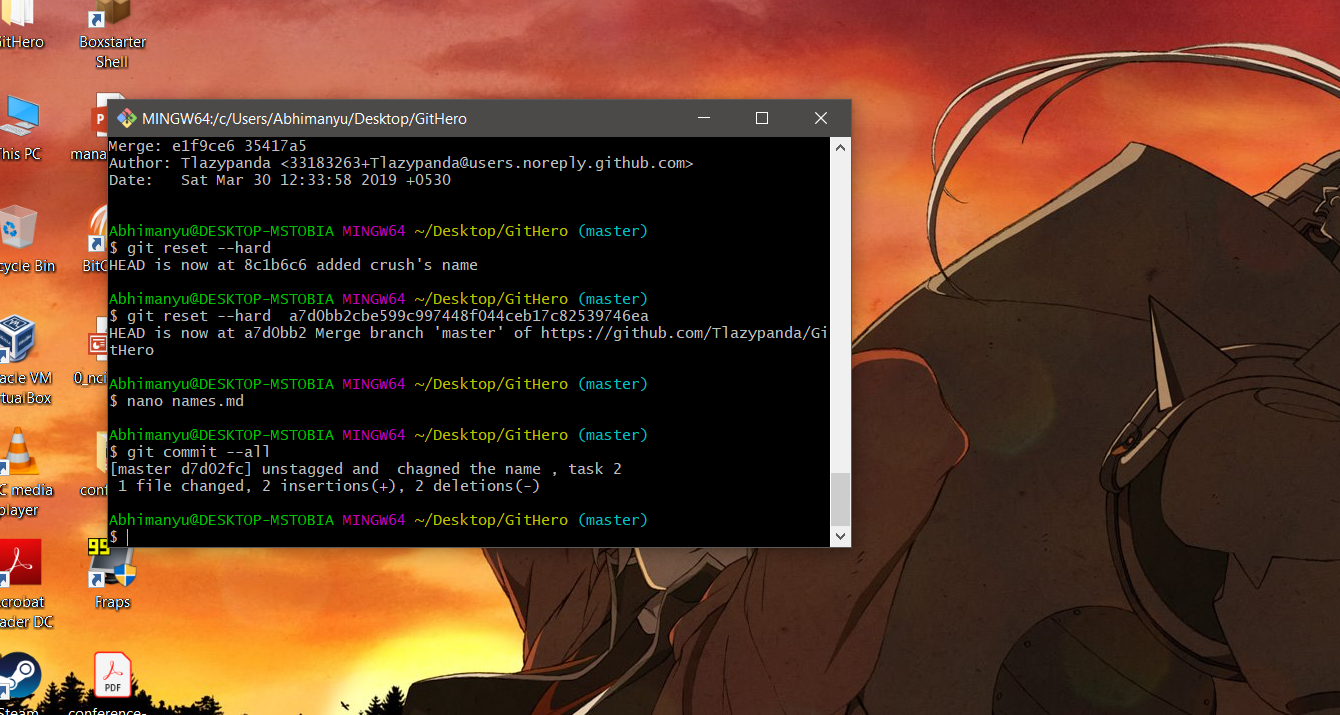 GitHero
Boxstarter
Shell
This PC
mana
cycle Bin
BitC
acle VM
rtualBox
0_nci
C media
player
conf
crobat
ader DC
99
Fraps
Steam
PDF
conference-
MINGW64:/c/Users/Abhimanyu/Desktop/GitHero
Merge: e1f9ce6 35417a5
Author: Tlazypanda <33183263+Tlazypanda@users.noreply.github.com>
Date:   Sat Mar 30 12:33:58 2019 +0530
Abhimanyu@DESKTOP-MSTOBIA MINGW64 ~/Desktop/GitHero (master)
$ git reset --hard
HEAD is now at 8c1b6c6 added crush's name
Abhimanyu@DESKTOP-MSTOBIA MINGW64 ~/Desktop/GitHero (master)
$ git reset --hard  a7d0bb2cbe599c997448f044ceb17c82539746ea
HEAD is now at a7d0bb2 Merge branch 'master' of https://github.com/Tlazypanda/Gi
tHero
Abhimanyu@DESKTOP-MSTOBIA MINGW64 ~/Desktop/GitHero (master)
$ nano names.md
Abhimanyu@DESKTOP-MSTOBIA MINGW64 ~/Desktop/GitHero (master)
$ git commit --all
[master d7d02fc] unstagged and  chagned the name , task 2
 1 file changed, 2 insertions(+), 2 deletions(-)
Abhimanyu@DESKTOP-MSTOBIA MINGW64 ~/Desktop/GitHero (master)
$